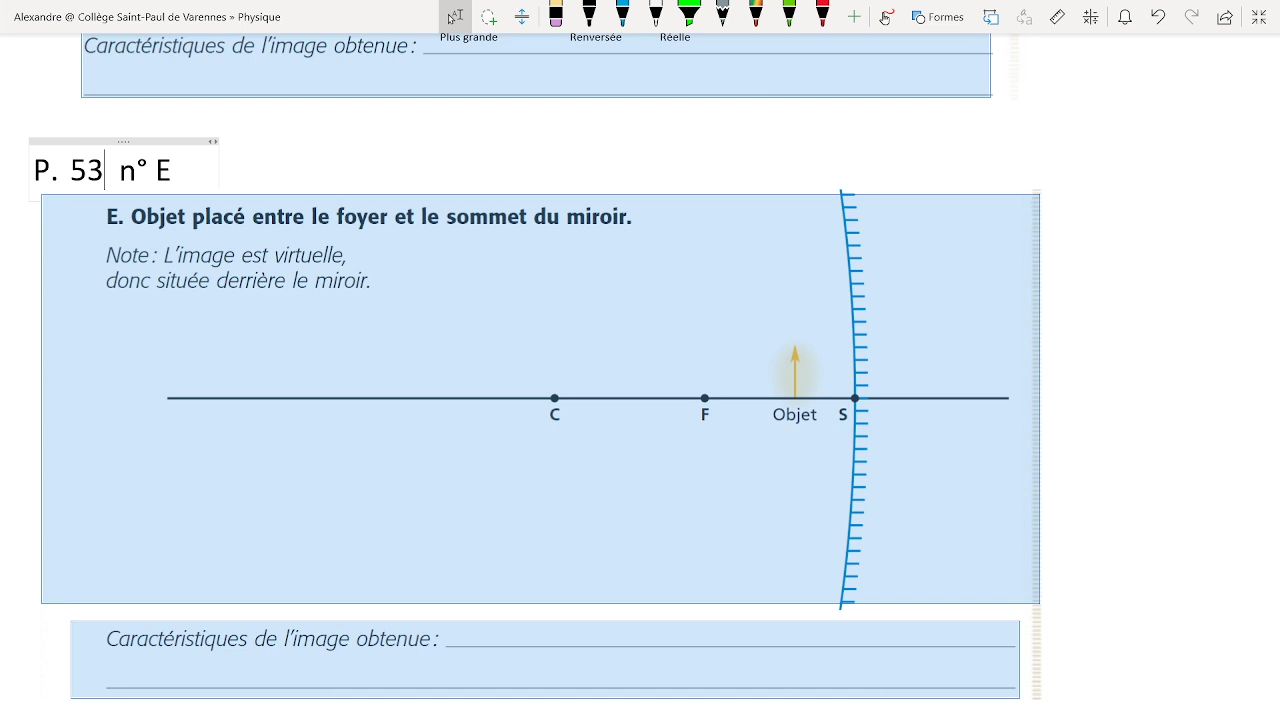 Alexandre @ Collège Saint-Paul de Varennes » Physique
Formes
Plus grande Renversée Réelle
Caractéristiques de l'image obtenue :
P. 53 n° E
E. Objet placé entre le foyer et le sommet du miroir.
Note : L'image est virtuelle,
donc située derrière le miroir.
C F Objet S
Caractéristiques de l'image obtenue :